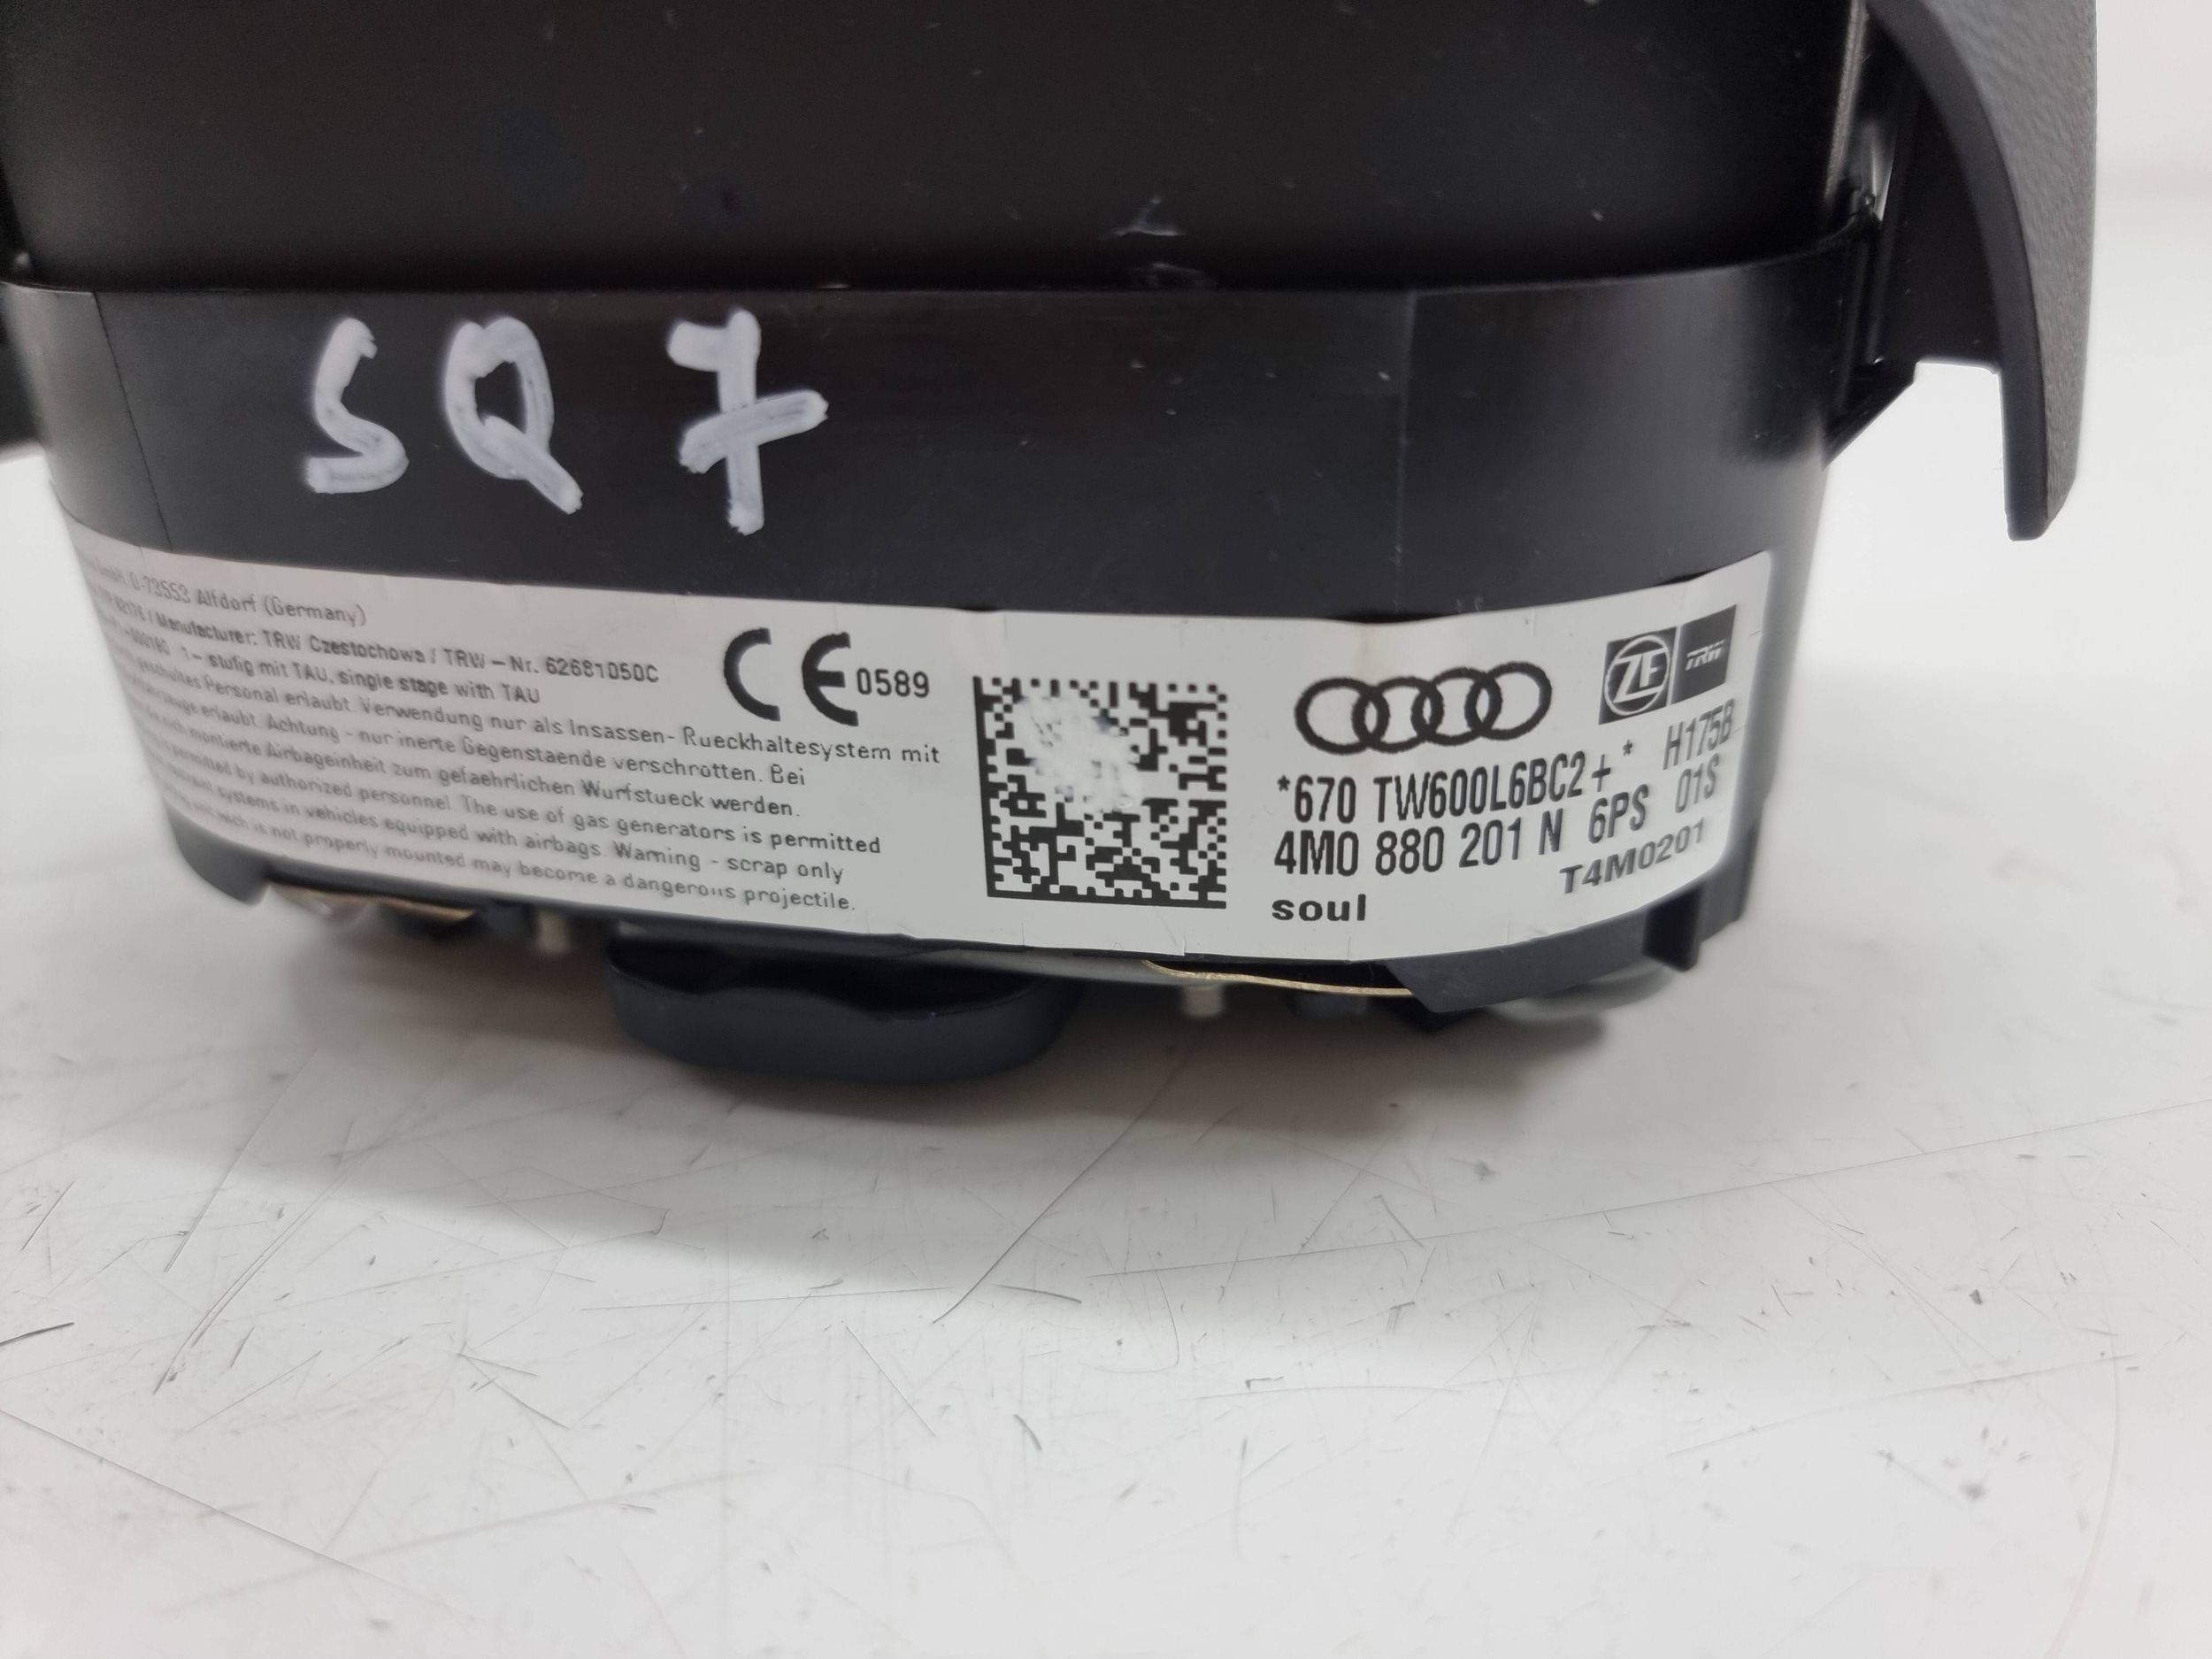 SQ7
GmbH, D-73553 Alfdorf (Germany)
/ Manufacturer: TRW Czestochowa / TRW - Nr. 62681050C
1- stufig mit TAU, single stage with TAU
Personal erlaubt. Verwendung nur als Insassen- Rueckhaltesystem mit
erlaubt. Achtung - nur inerte Gegenstaende verschrotten. Bei
montierte Airbageinheit zum gefaehrlichen Wurfstueck werden.
permitted by authorized personnel. The use of gas generators is permitted
systems in vehicles equipped with airbags. Warning - scrap only
which is not properly mounted may become a dangerous projectile.
CE 0589
ZF TRW
*670 TW600L6BC2+* H175B
4M0 880 201 N 6PS 01S
soul T4M0201